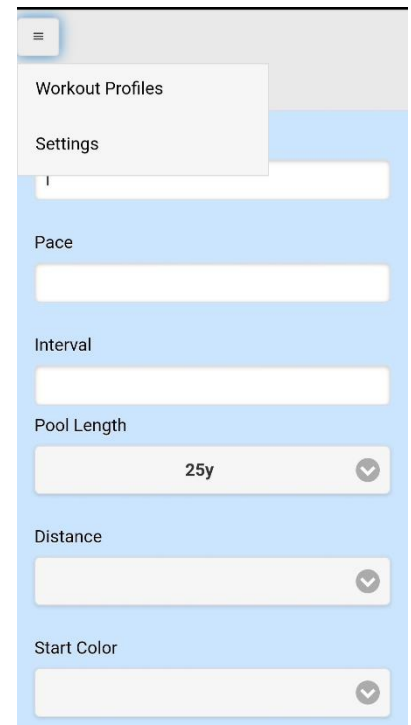 Workout Profiles
Settings
Pace
Interval
Pool Length
25y
Distance
Start Color